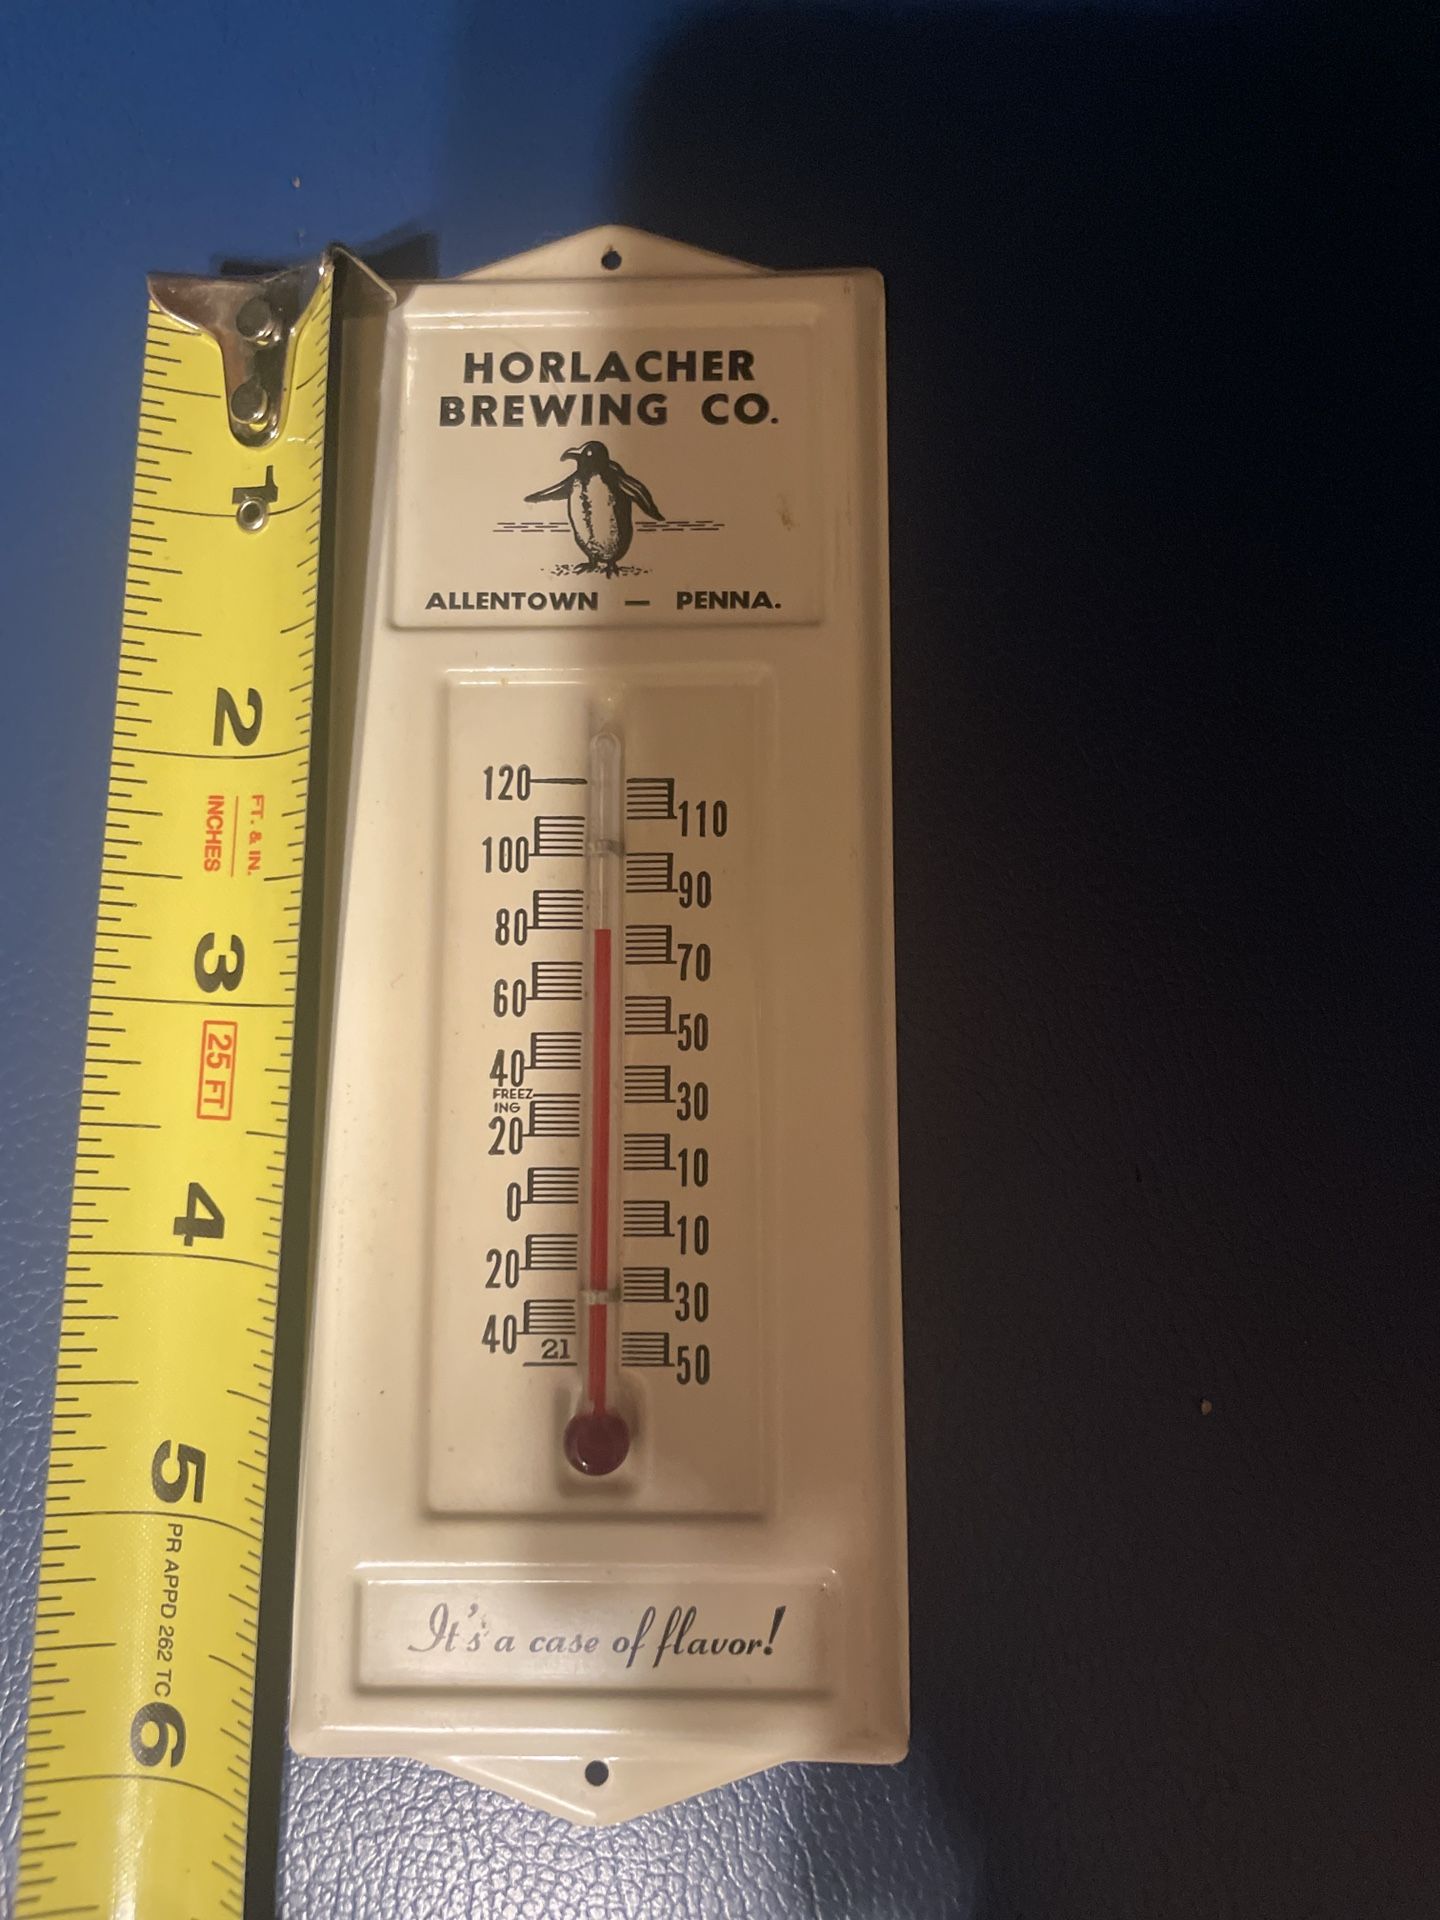 HORLACHER
BREWING CO.
ALLENTOWN — PENNA.
120
110
100
90
80
70
60
50
40
30
FREEZ
ING
20
10
0
10
20
30
40
21
50
It's a case of flavor!
1
2
FT. & IN.
INCHES
3
25 FT
4
5
PR APPD 262 TC
6